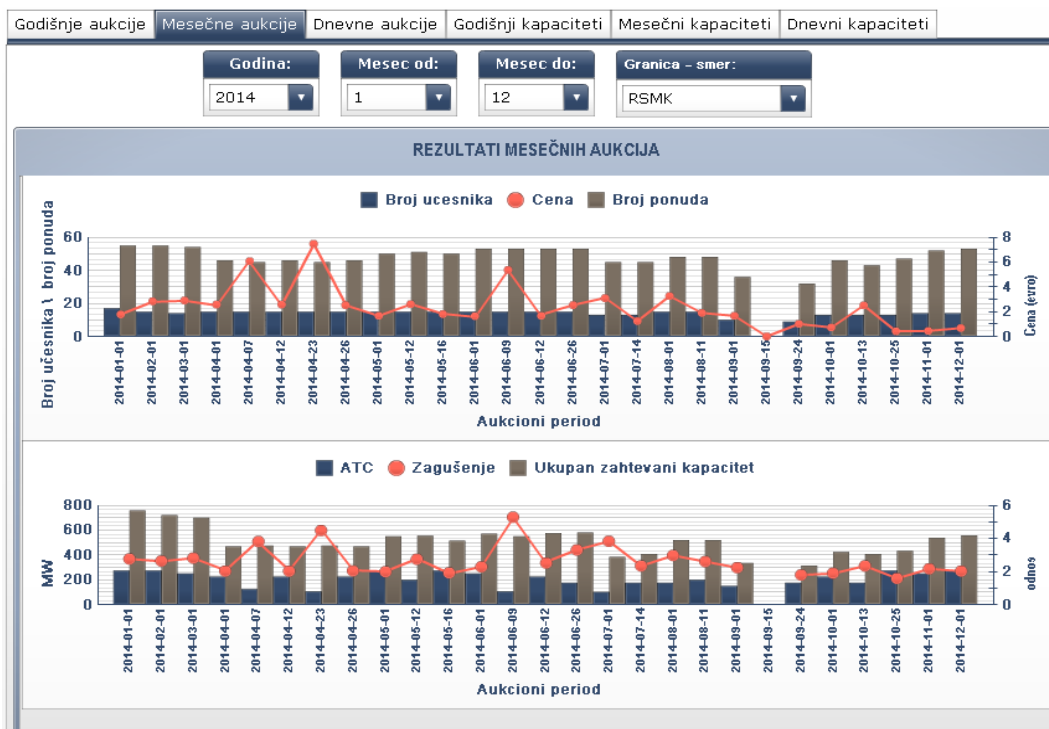 Godišnje aukcije Mesečne aukcije Dnevne aukcije Godišnji kapaciteti Mesečni kapaciteti Dnevni kapaciteti
Godina: Mesec od: Mesec do: Granica - smer:
2014 1 12 RSMK
REZULTATI MESEČNIH AUKCIJA
Broj ucesnika Cena Broj ponuda
Broj učesnika \ broj ponuda
60
40
20
0
8
6
4
2
0
Cena (evro)
2014-01-01 2014-02-01 2014-03-01 2014-04-01 2014-04-07 2014-04-12 2014-04-23 2014-04-26 2014-05-01 2014-05-12 2014-05-16 2014-06-01 2014-06-09 2014-06-12 2014-06-26 2014-07-01 2014-07-14 2014-08-01 2014-08-11 2014-09-01 2014-09-15 2014-09-24 2014-10-01 2014-10-13 2014-10-25 2014-11-01 2014-12-01
Aukcioni period
ATC Zagušenje Ukupan zahtevani kapacitet
MW
800
600
400
200
0
6
4
2
0
odnos
2014-01-01 2014-02-01 2014-03-01 2014-04-01 2014-04-07 2014-04-12 2014-04-23 2014-04-26 2014-05-01 2014-05-12 2014-05-16 2014-06-01 2014-06-09 2014-06-12 2014-06-26 2014-07-01 2014-07-14 2014-08-01 2014-08-11 2014-09-01 2014-09-15 2014-09-24 2014-10-01 2014-10-13 2014-10-25 2014-11-01 2014-12-01
Aukcioni period